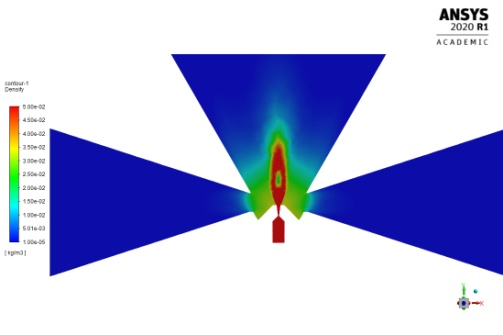 ANSYS
2020 R1
ACADEMIC
contour-1
Density
5.00e-02
4.50e-02
4.00e-02
3.50e-02
3.00e-02
2.50e-02
2.00e-02
1.50e-02
1.00e-02
5.01e-03
1.00e-05
[ kg/m3 ]